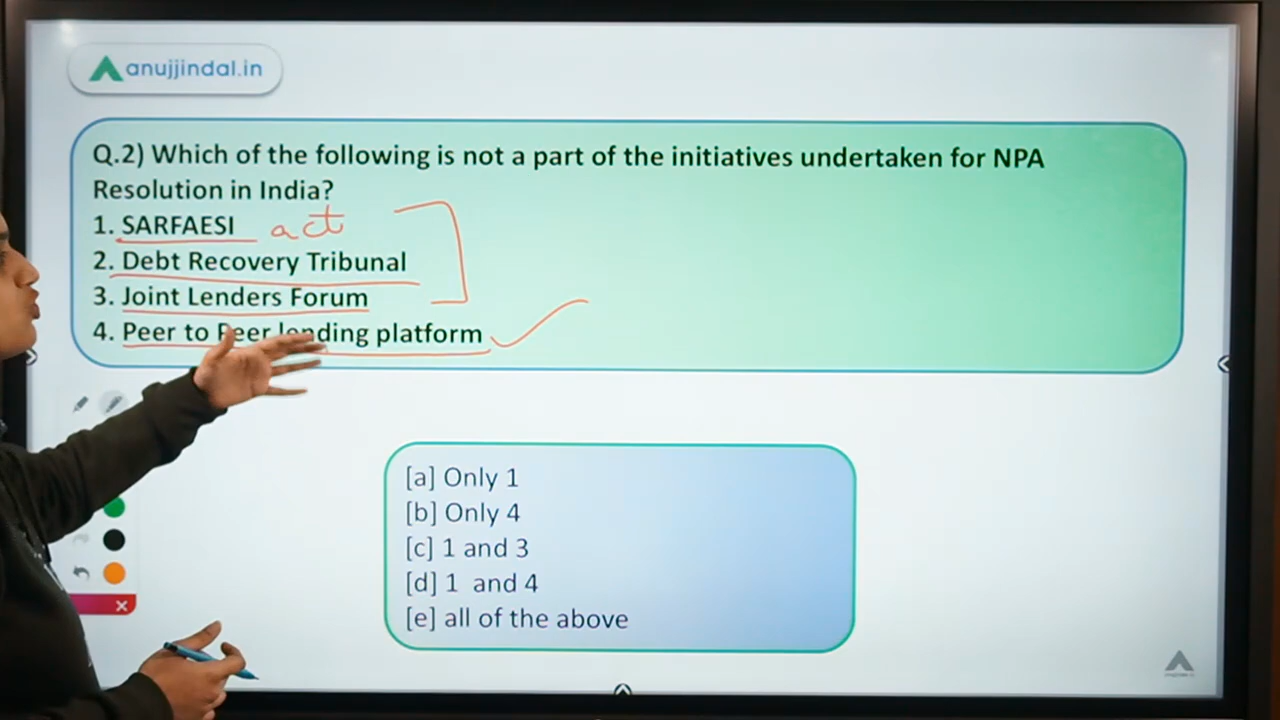 anujjindal.in
Q.2) Which of the following is not a part of the initiatives undertaken for NPA
Resolution in India?
1. SARFAESI act
2. Debt Recovery Tribunal
3. Joint Lenders Forum
4. Peer to Peer lending platform
[a] Only 1
[b] Only 4
[c] 1 and 3
[d] 1 and 4
[e] all of the above